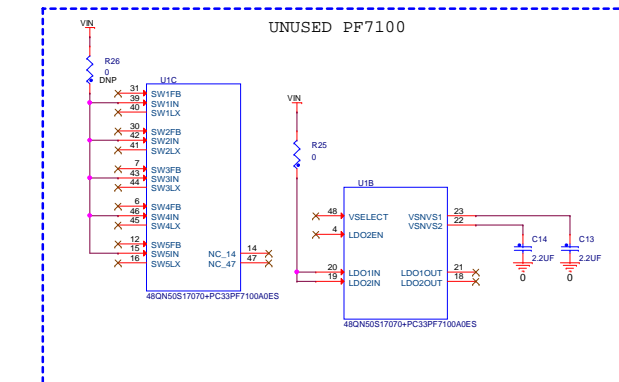 UNUSED PF7100
VIN
R26
0
DNP
U1C
31 SW1FB
39 SW1IN
40 SW1LX
30 SW2FB
42 SW2IN
41 SW2LX
7 SW3FB
43 SW3IN
44 SW3LX
6 SW4FB
46 SW4IN
45 SW4LX
12 SW5FB
15 SW5IN
16 SW5LX
NC_14 14
NC_47 47
48QN50S17070+PC33PF7100A0ES
VIN
R25
0
U1B
48 VSELECT
4 LDO2EN
20 LDO1IN
19 LDO2IN
VSNVS1 23
VSNVS2 22
LDO1OUT 21
LDO2OUT 18
48QN50S17070+PC33PF7100A0ES
C14
2.2UF
0
C13
2.2UF
0